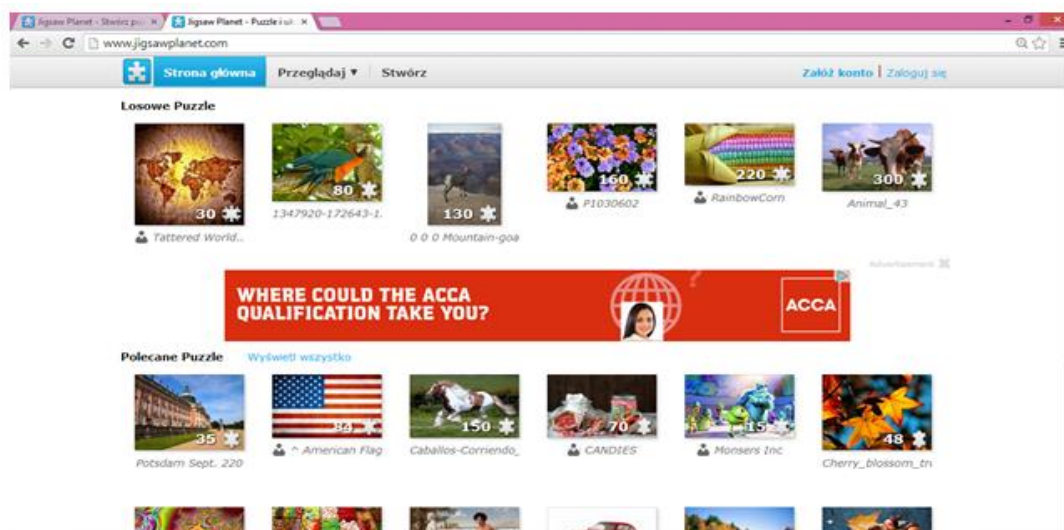 Jigsaw Planet - Stwórz pu
Jigsaw Planet - Puzzle i uk
www.jigsawplanet.com
Strona główna Przeglądaj ▼ Stwórz Załóż konto | Zaloguj się
Losowe Puzzle
30 80 130 160 220 300
Tattered World.. 1347920-172643-1. 0 0 0 Mountain-goa P1030602 RainbowCorn Animal_43
Advertisement
WHERE COULD THE ACCA
QUALIFICATION TAKE YOU?
?
ACCA
Polecane Puzzle Wyświetl wszystko
35 84 150 70 15 48
Potsdam Sept. 220 ^ American Flag Caballos-Corriendo_ CANDIES Monsers Inc Cherry_blossom_tr